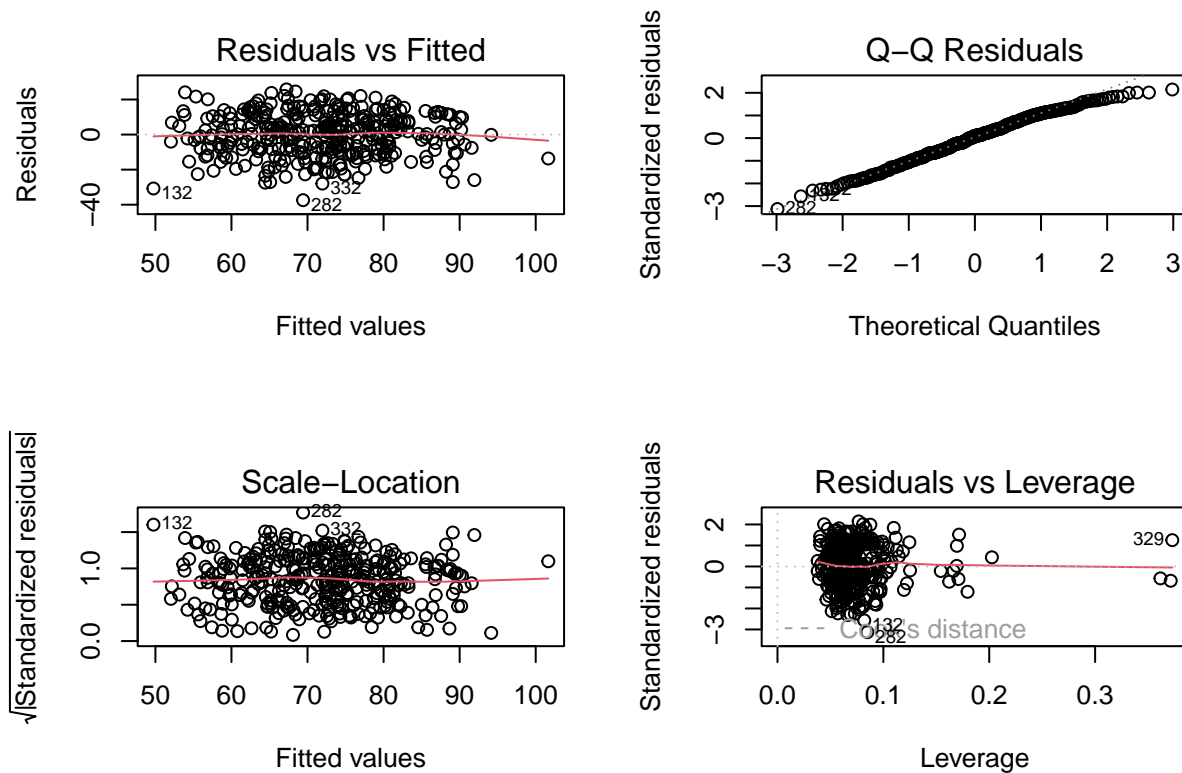 Residuals vs Fitted
Residuals
0
−40
132
332
282
50 60 70 80 90 100
Fitted values
Q−Q Residuals
Standardized residuals
2
0
−3
282
−3 −2 −1 0 1 2 3
Theoretical Quantiles
Scale−Location
√|Standardized residuals|
1.0
0.0
132
282
332
50 60 70 80 90 100
Fitted values
Residuals vs Leverage
Standardized residuals
2
0
−3
329
132
282
Cook's distance
0.0 0.1 0.2 0.3
Leverage